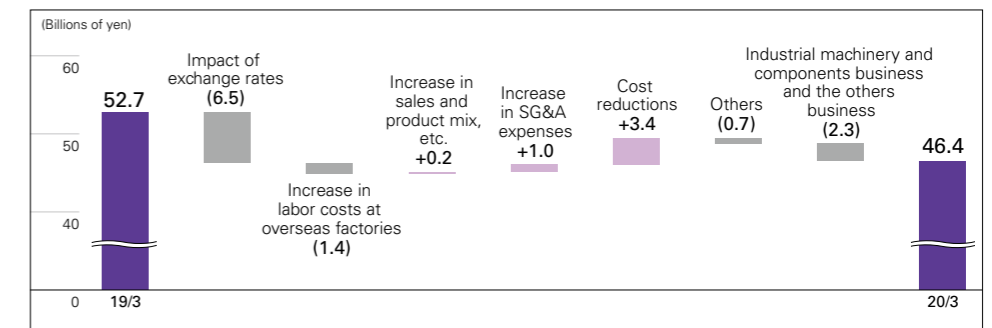 (Billions of yen)
60
50
40
0
52.7
19/3
Impact of
exchange rates
(6.5)
Increase in
labor costs at
overseas factories
(1.4)
Increase in
sales and
product mix,
etc.
+0.2
Increase
in SG&A
expenses
+1.0
Cost
reductions
+3.4
Others
(0.7)
Industrial machinery and
components business
and the others
business
(2.3)
46.4
20/3